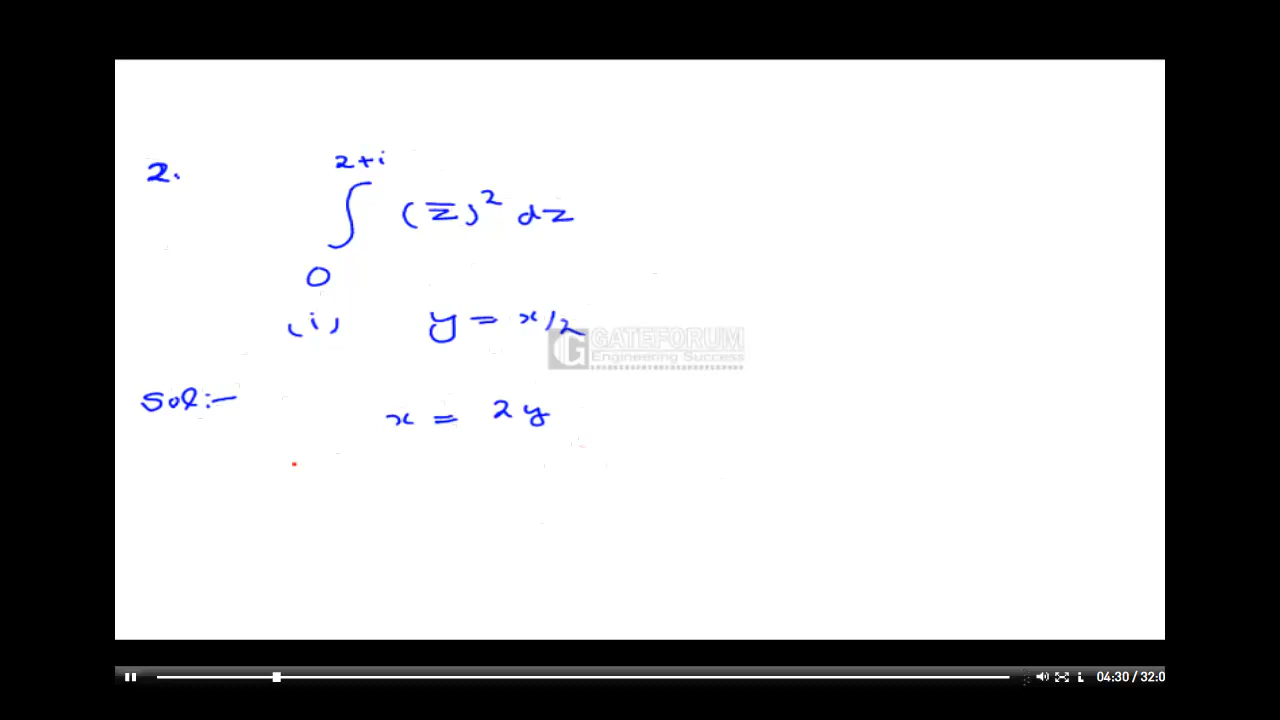 2.
2+i
∫ (z̅)² dz
0
(i) y = x/2
GATEFORUM
Engineering Success
Sol:- x = 2y
04:30 / 32:0